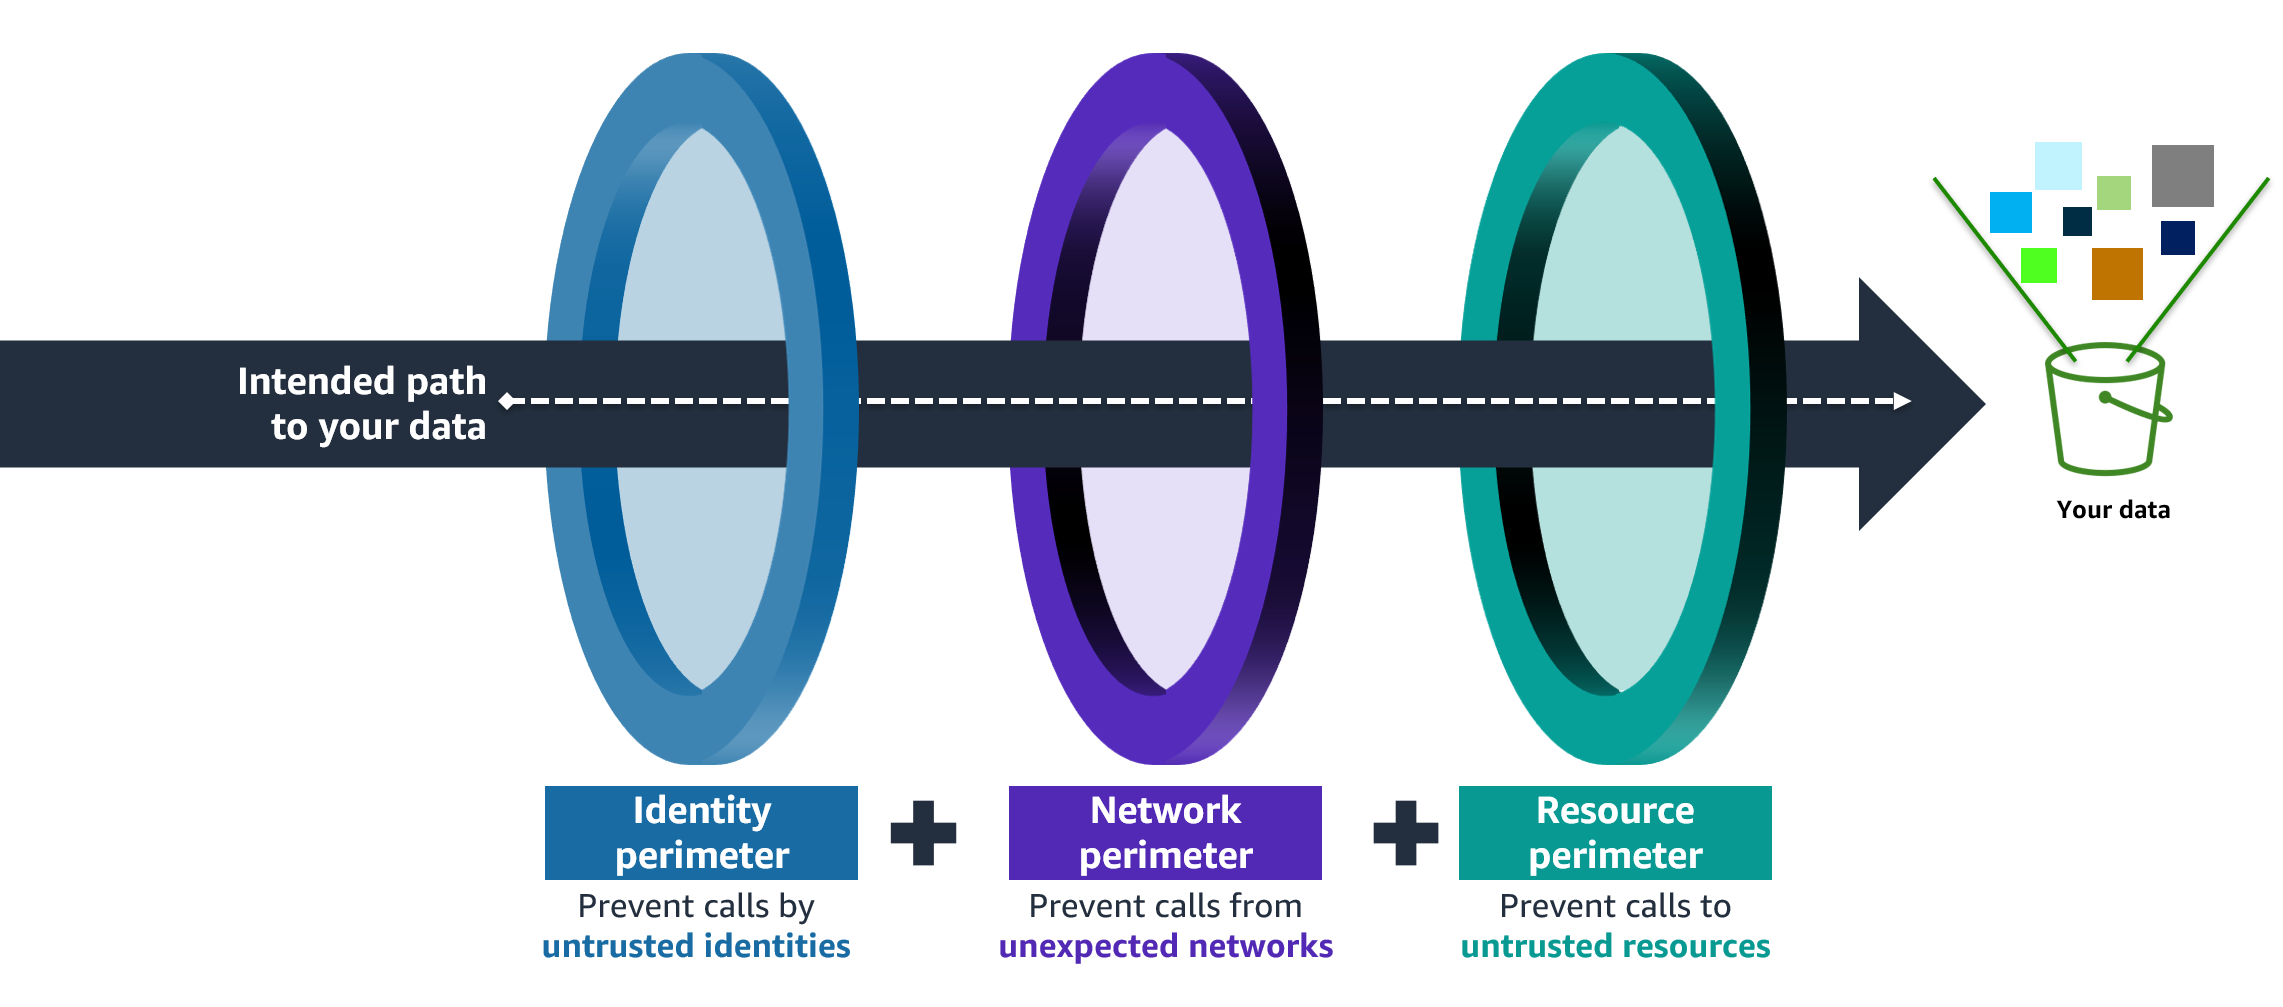 Intended path
to your data
Your data
Identity
perimeter
Prevent calls by
untrusted identities
Network
perimeter
Prevent calls from
unexpected networks
Resource
perimeter
Prevent calls to
untrusted resources